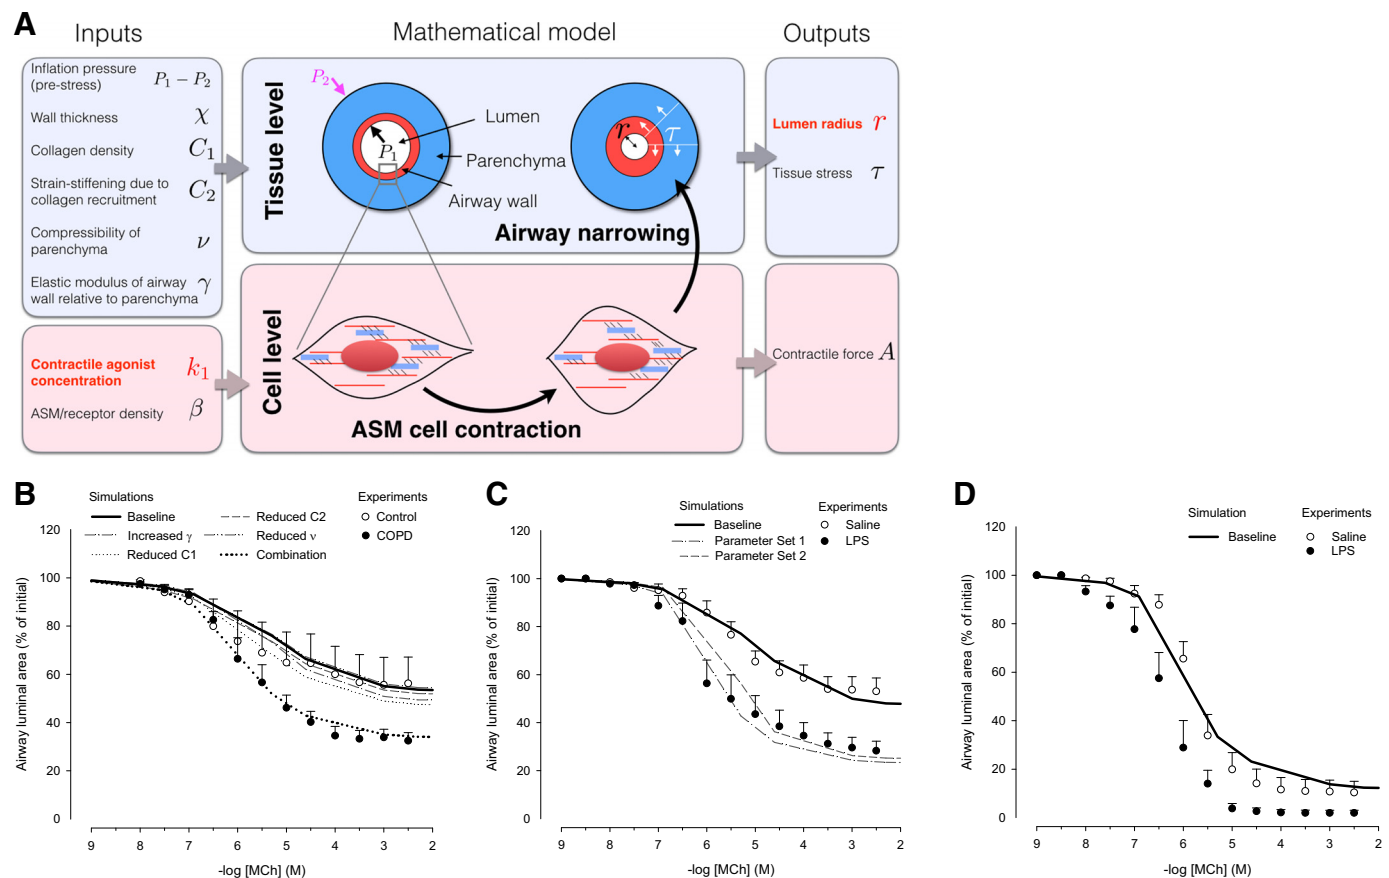 A
Inputs
Mathematical model
Outputs
Inflation pressure
(pre-stress)
P₁ − P₂
Wall thickness
χ
Collagen density
C₁
Strain-stiffening due to
collagen recruitment
C₂
Compressibility of
parenchyma
ν
Elastic modulus of airway
wall relative to parenchyma
γ
Contractile agonist
concentration
k₁
ASM/receptor density
β
Tissue level
P₂
P₁
Lumen
Parenchyma
Airway wall
r
τ
Airway narrowing
Cell level
ASM cell contraction
Lumen radius r
Tissue stress τ
Contractile force A
B
Simulations
Experiments
Baseline
Reduced C2
Control
Increased γ
Reduced ν
COPD
Reduced C1
Combination
Airway luminal area (% of initial)
120
100
80
60
40
20
0
9 8 7 6 5 4 3 2
-log [MCh] (M)
C
Simulations
Experiments
Baseline
Saline
Parameter Set 1
LPS
Parameter Set 2
Airway luminal area (% of initial)
120
100
80
60
40
20
0
9 8 7 6 5 4 3 2
-log [MCh] (M)
D
Simulation
Experiments
Baseline
Saline
LPS
Airway luminal area (% of initial)
120
100
80
60
40
20
0
9 8 7 6 5 4 3 2
-log [MCh] (M)